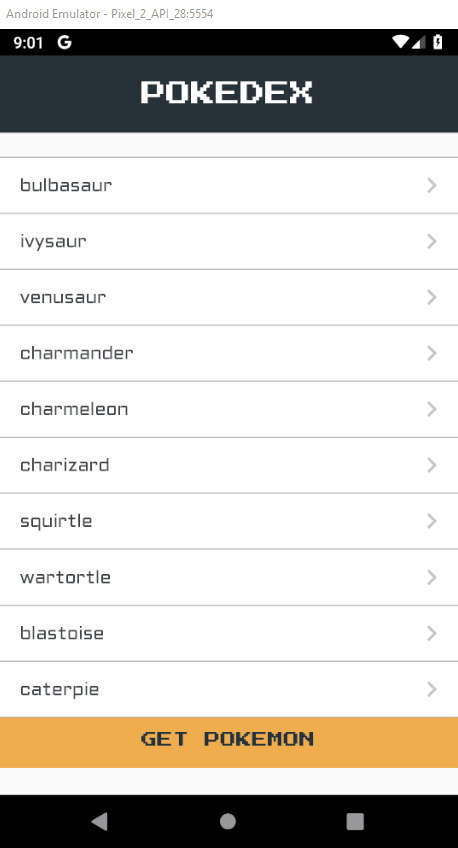 Android Emulator - Pixel_2_API_28:5554
9:01 G
POKEDEX
bulbasaur
ivysaur
venusaur
charmander
charmeleon
charizard
squirtle
wartortle
blastoise
caterpie
GET POKEMON